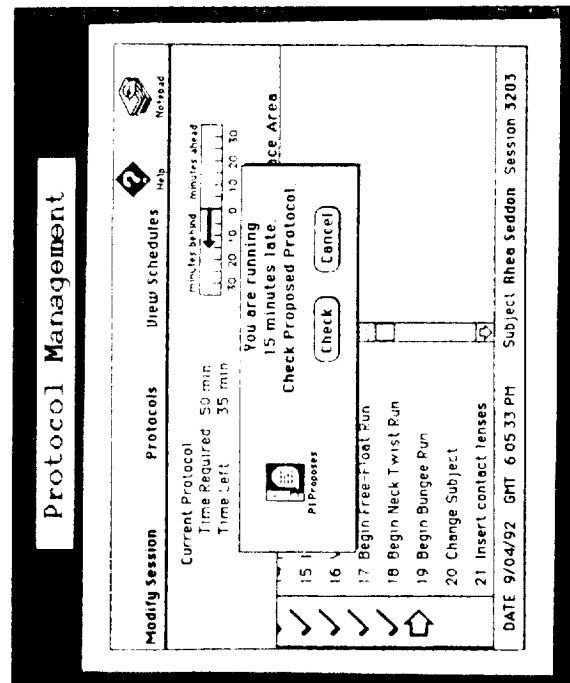 Protocol Management
Modify Session Protocols View Schedules Help Notepad
Current Protocol
Time Required 50 min
Time Left 35 min
minutes behind minutes ahead
30 20 10 0 10 20 30
Area
You are running
15 minutes late.
Check Proposed Protocol
PI Proposes
Check Cancel
15
16
17 Begin Free-Float Run
18 Begin Neck Twist Run
19 Begin Bungee Run
20 Change Subject
21 Insert contact lenses
DATE 9/04/92 GMT 6 05 33 PM Subject Rhea Seddon Session 3203